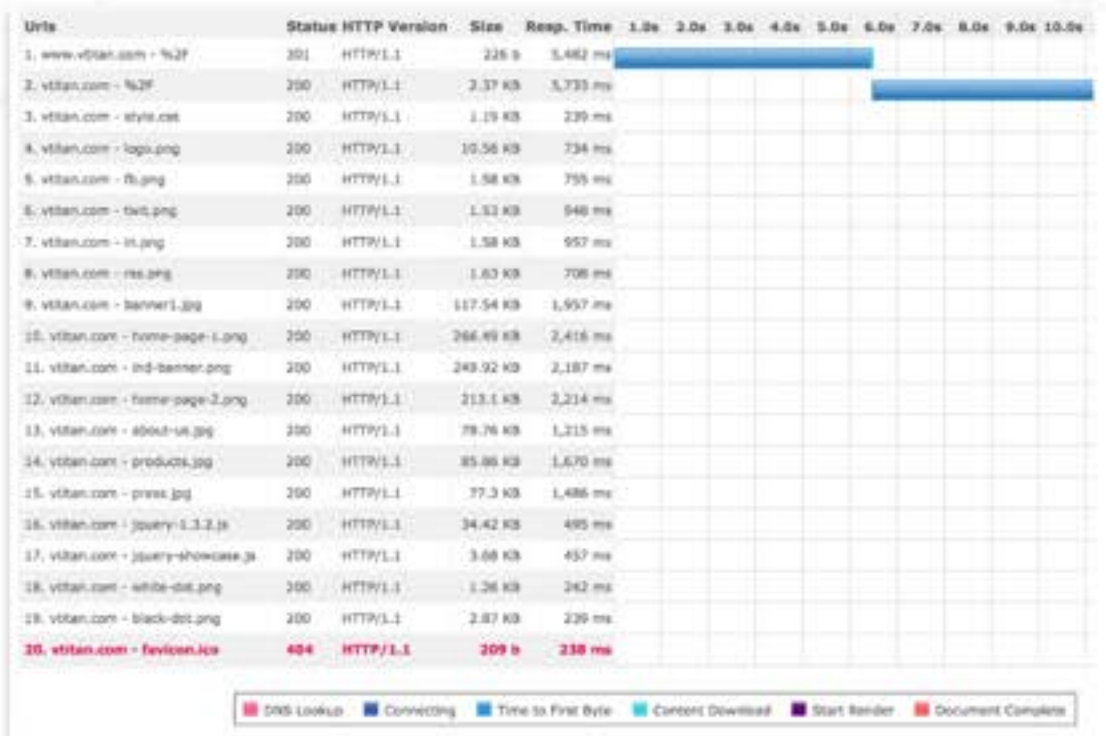 Urls Status HTTP Version Size Resp. Time 1.0s 2.0s 3.0s 4.0s 5.0s 6.0s 7.0s 8.0s 9.0s 10.0s
1. www.vtitan.com - %2F 301 HTTP/1.1 226 b 5,482 ms
2. vtitan.com - %2F 200 HTTP/1.1 2.37 KB 5,735 ms
3. vtitan.com - style.css 200 HTTP/1.1 1.19 KB 239 ms
4. vtitan.com - logo.png 200 HTTP/1.1 10.56 KB 734 ms
5. vtitan.com - fb.png 200 HTTP/1.1 1.58 KB 755 ms
6. vtitan.com - twit.png 200 HTTP/1.1 1.53 KB ms
7. vtitan.com - in.png 200 HTTP/1.1 1.58 KB 957 ms
8. vtitan.com - rss.png 200 HTTP/1.1 1.63 KB 708 ms
9. vtitan.com - banner1.jpg 200 HTTP/1.1 117.54 KB 1,957 ms
10. vtitan.com - home-page-1.png 200 HTTP/1.1 266.49 KB 2,416 ms
11. vtitan.com - ind-banner.png 200 HTTP/1.1 249.92 KB 2,187 ms
12. vtitan.com - home-page-2.png 200 HTTP/1.1 213.1 KB 2,214 ms
13. vtitan.com - about-us.jpg 200 HTTP/1.1 78.76 KB 1,215 ms
14. vtitan.com - products.jpg 200 HTTP/1.1 85.86 KB 1,670 ms
15. vtitan.com - press.jpg 200 HTTP/1.1 77.3 KB 1,486 ms
16. vtitan.com - jquery-1.3.2.js 200 HTTP/1.1 34.42 KB 495 ms
17. vtitan.com - jquery-showcase.js 200 HTTP/1.1 3.68 KB 457 ms
18. vtitan.com - white-dot.png 200 HTTP/1.1 1.26 KB 242 ms
19. vtitan.com - black-dot.png 200 HTTP/1.1 2.87 KB 239 ms
20. vtitan.com - favicon.ico 404 HTTP/1.1 209 b 238 ms
DNS Lookup Connecting Time to First Byte Content Download Start Render Document Complete